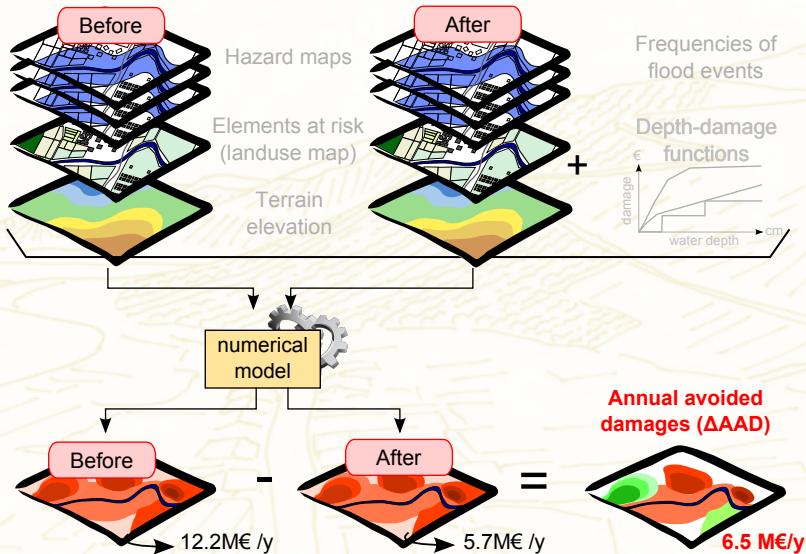 Before
After
Hazard maps
Frequencies of
flood events
Elements at risk
(landuse map)
Depth-damage
functions
+
€
damage
cm
water depth
Terrain
elevation
numerical
model
Annual avoided
damages (ΔAAD)
Before
-
After
=
12.2M€ /y
5.7M€ /y
6.5 M€/y